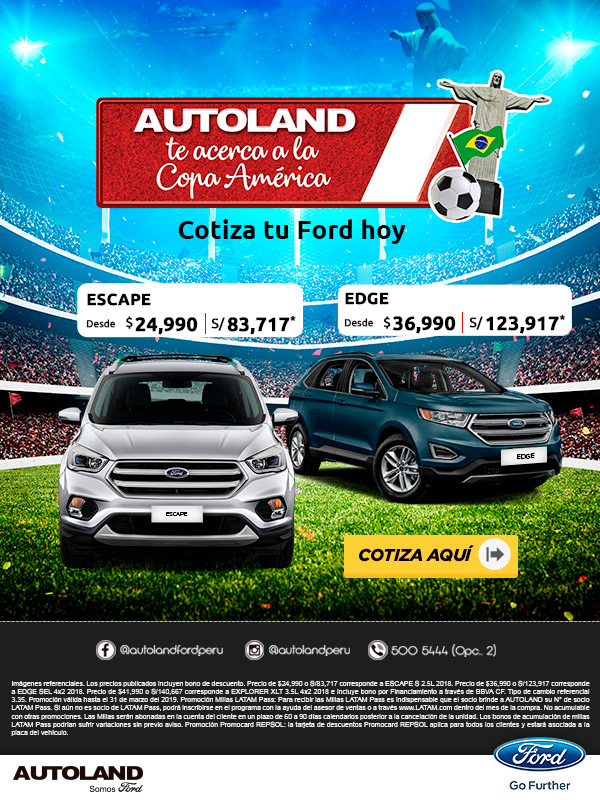 AUTOLAND
te acerca a la
Copa América
Cotiza tu Ford hoy
ESCAPE
Desde $24,990 S/83,717*
EDGE
Desde $36,990 S/123,917*
Ford
ESCAPE
Ford
EDGE
COTIZA AQUÍ
@autolandfordperu @autolandperu 500 5444 (Opc.. 2)
Imágenes referenciales. Los precios publicados incluyen bono de descuento. Precio de $24,990 o S/83,717 corresponde a ESCAPE S 2.5L 2018. Precio de $36,990 o S/123,917 corresponde
a EDGE SEL 4x2 2018. Precio de $41,990 o S/140,667 corresponde a EXPLORER XLT 3.5L 4x2 2018 e incluye bono por Financiamiento a través de BBVA CF. Tipo de cambio referencial
3.35. Promoción válida hasta el 31 de marzo del 2019. Promoción Millas LATAM Pass: Para recibir las Millas LATAM Pass es indispensable que el socio brinde a AUTOLAND su N° de socio
LATAM Pass. Si aún no es socio de LATAM Pass, podrá inscribirse en el programa con la ayuda del asesor de ventas o a través www.LATAM.com dentro del mes de la compra. No acumulable
con otras promociones. Las Millas serán abonadas en la cuenta del cliente en un plazo de 60 a 90 días calendarios posterior a la cancelación de la unidad. Los bonos de acumulación de millas
LATAM Pass podrían sufrir variaciones sin previo aviso. Promoción Promocard REPSOL: la tarjeta de descuentos Promocard REPSOL aplica para todos los clientes y estará asociada a la
placa del vehículo.
AUTOLAND
Somos Ford
Ford
Go Further